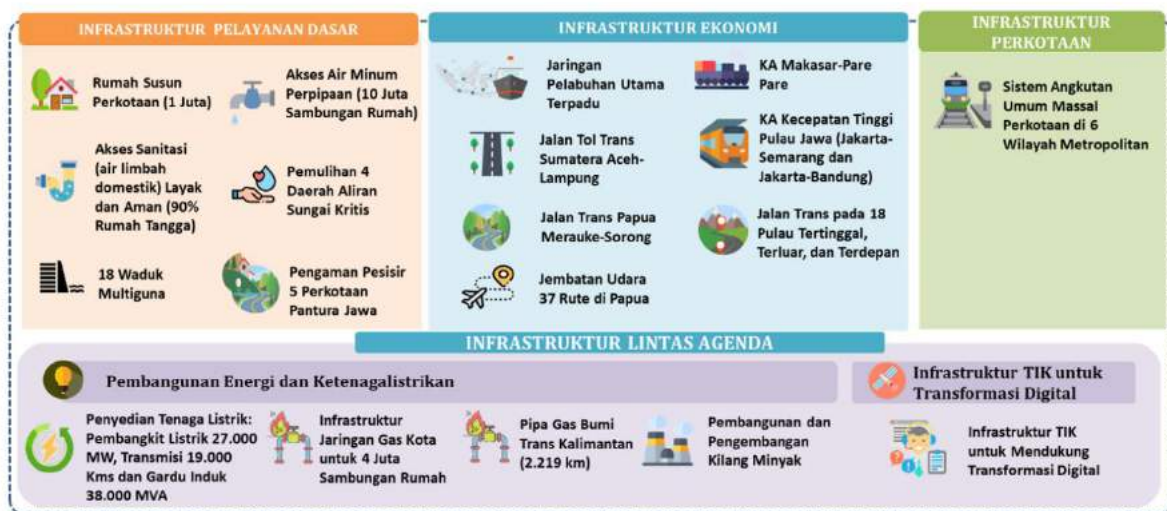 INFRASTRUKTUR PELAYANAN DASAR
Rumah Susun
Perkotaan (1 Juta)
Akses Air Minum
Perpipaan (10 Juta
Sambungan Rumah)
Akses Sanitasi
(air limbah
domestik) Layak
dan Aman (90%
Rumah Tangga)
Pemulihan 4
Daerah Aliran
Sungai Kritis
18 Waduk
Multiguna
Pengaman Pesisir
5 Perkotaan
Pantura Jawa
INFRASTRUKTUR EKONOMI
Jaringan
Pelabuhan Utama
Terpadu
KA Makasar-Pare
Pare
Jalan Tol Trans
Sumatera Aceh-
Lampung
KA Kecepatan Tinggi
Pulau Jawa (Jakarta-
Semarang dan
Jakarta-Bandung)
Jalan Trans Papua
Merauke-Sorong
Jalan Trans pada 18
Pulau Tertinggal,
Terluar, dan Terdepan
Jembatan Udara
37 Rute di Papua
INFRASTRUKTUR
PERKOTAAN
Sistem Angkutan
Umum Massal
Perkotaan di 6
Wilayah Metropolitan
INFRASTRUKTUR LINTAS AGENDA
Pembangunan Energi dan Ketenagalistrikan
Penyedian Tenaga Listrik:
Pembangkit Listrik 27.000
MW, Transmisi 19.000
Kms dan Gardu Induk
38.000 MVA
Infrastruktur
Jaringan Gas Kota
untuk 4 Juta
Sambungan Rumah
Pipa Gas Bumi
Trans Kalimantan
(2.219 km)
Pembangunan dan
Pengembangan
Kilang Minyak
Infrastruktur TIK untuk
Transformasi Digital
Infrastruktur TIK
untuk Mendukung
Transformasi Digital